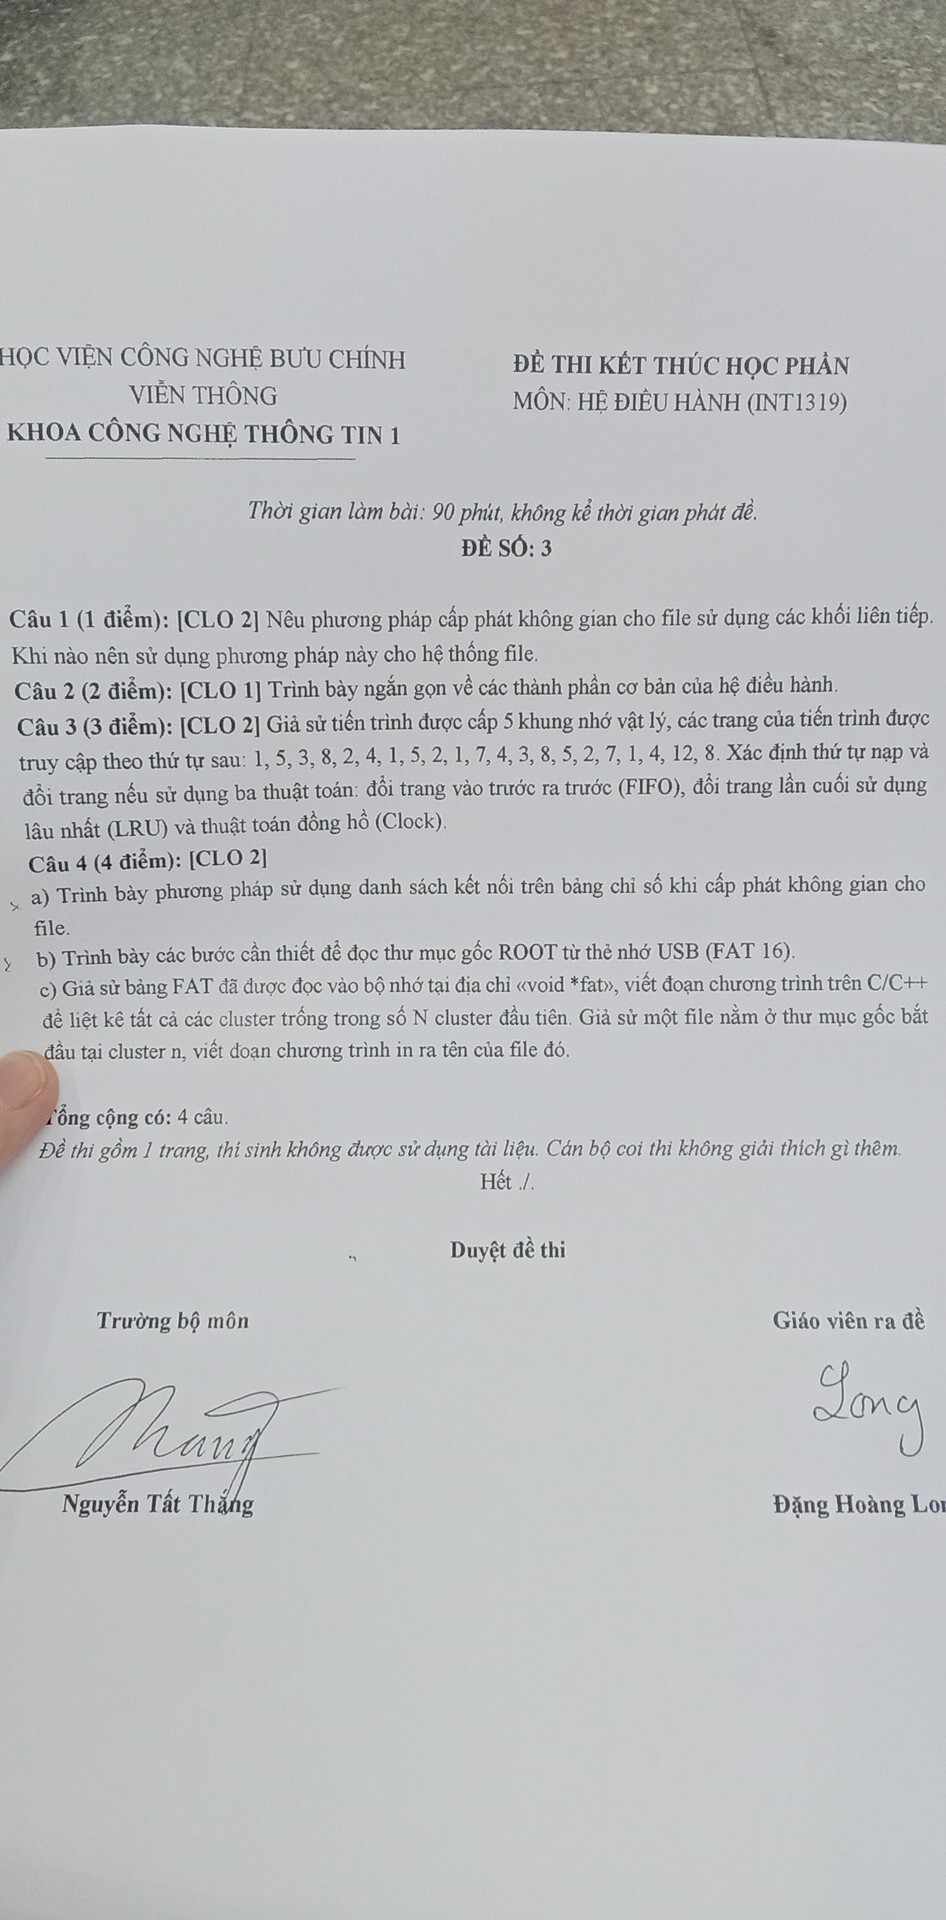 HỌC VIỆN CÔNG NGHỆ BƯU CHÍNH
VIỄN THÔNG
KHOA CÔNG NGHỆ THÔNG TIN 1
ĐỀ THI KẾT THÚC HỌC PHẦN
MÔN: HỆ ĐIỀU HÀNH (INT1319)
Thời gian làm bài: 90 phút, không kể thời gian phát đề.
ĐỀ SỐ: 3
Câu 1 (1 điểm): [CLO 2] Nêu phương pháp cấp phát không gian cho file sử dụng các khối liên tiếp.
Khi nào nên sử dụng phương pháp này cho hệ thống file.
Câu 2 (2 điểm): [CLO 1] Trình bày ngắn gọn về các thành phần cơ bản của hệ điều hành.
Câu 3 (3 điểm): [CLO 2] Giả sử tiến trình được cấp 5 khung nhớ vật lý, các trang của tiến trình được
truy cập theo thứ tự sau: 1, 5, 3, 8, 2, 4, 1, 5, 2, 1, 7, 4, 3, 8, 5, 2, 7, 1, 4, 12, 8. Xác định thứ tự nạp và
đổi trang nếu sử dụng ba thuật toán: đổi trang vào trước ra trước (FIFO), đổi trang lần cuối sử dụng
lâu nhất (LRU) và thuật toán đồng hồ (Clock).
Câu 4 (4 điểm): [CLO 2]
a) Trình bày phương pháp sử dụng danh sách kết nối trên bảng chỉ số khi cấp phát không gian cho
file.
b) Trình bày các bước cần thiết để đọc thư mục gốc ROOT từ thẻ nhớ USB (FAT 16).
c) Giả sử bảng FAT đã được đọc vào bộ nhớ tại địa chỉ «void *fat», viết đoạn chương trình trên C/C++
để liệt kê tất cả các cluster trống trong số N cluster đầu tiên. Giả sử một file nằm ở thư mục gốc bắt
đầu tại cluster n, viết đoạn chương trình in ra tên của file đó.
Tổng cộng có: 4 câu.
Đề thi gồm 1 trang, thí sinh không được sử dụng tài liệu. Cán bộ coi thi không giải thích gì thêm.
Hết ./.
Duyệt đề thi
Trường bộ môn
Giáo viên ra đề
Long
Nguyễn Tất Thắng
Đặng Hoàng Lon